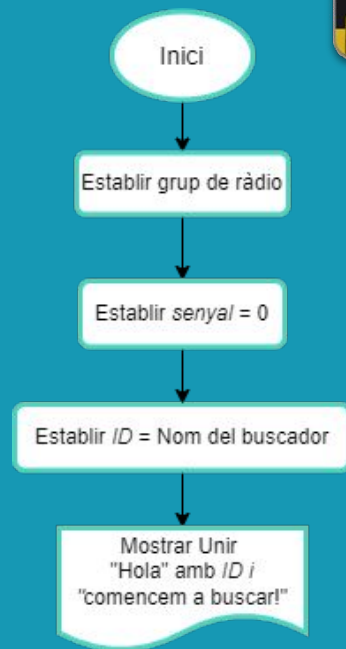 Inici
Establir grup de ràdio
Establir senyal = 0
Establir ID = Nom del buscador
Mostrar Unir
"Hola" amb ID i
"comencem a buscar!"